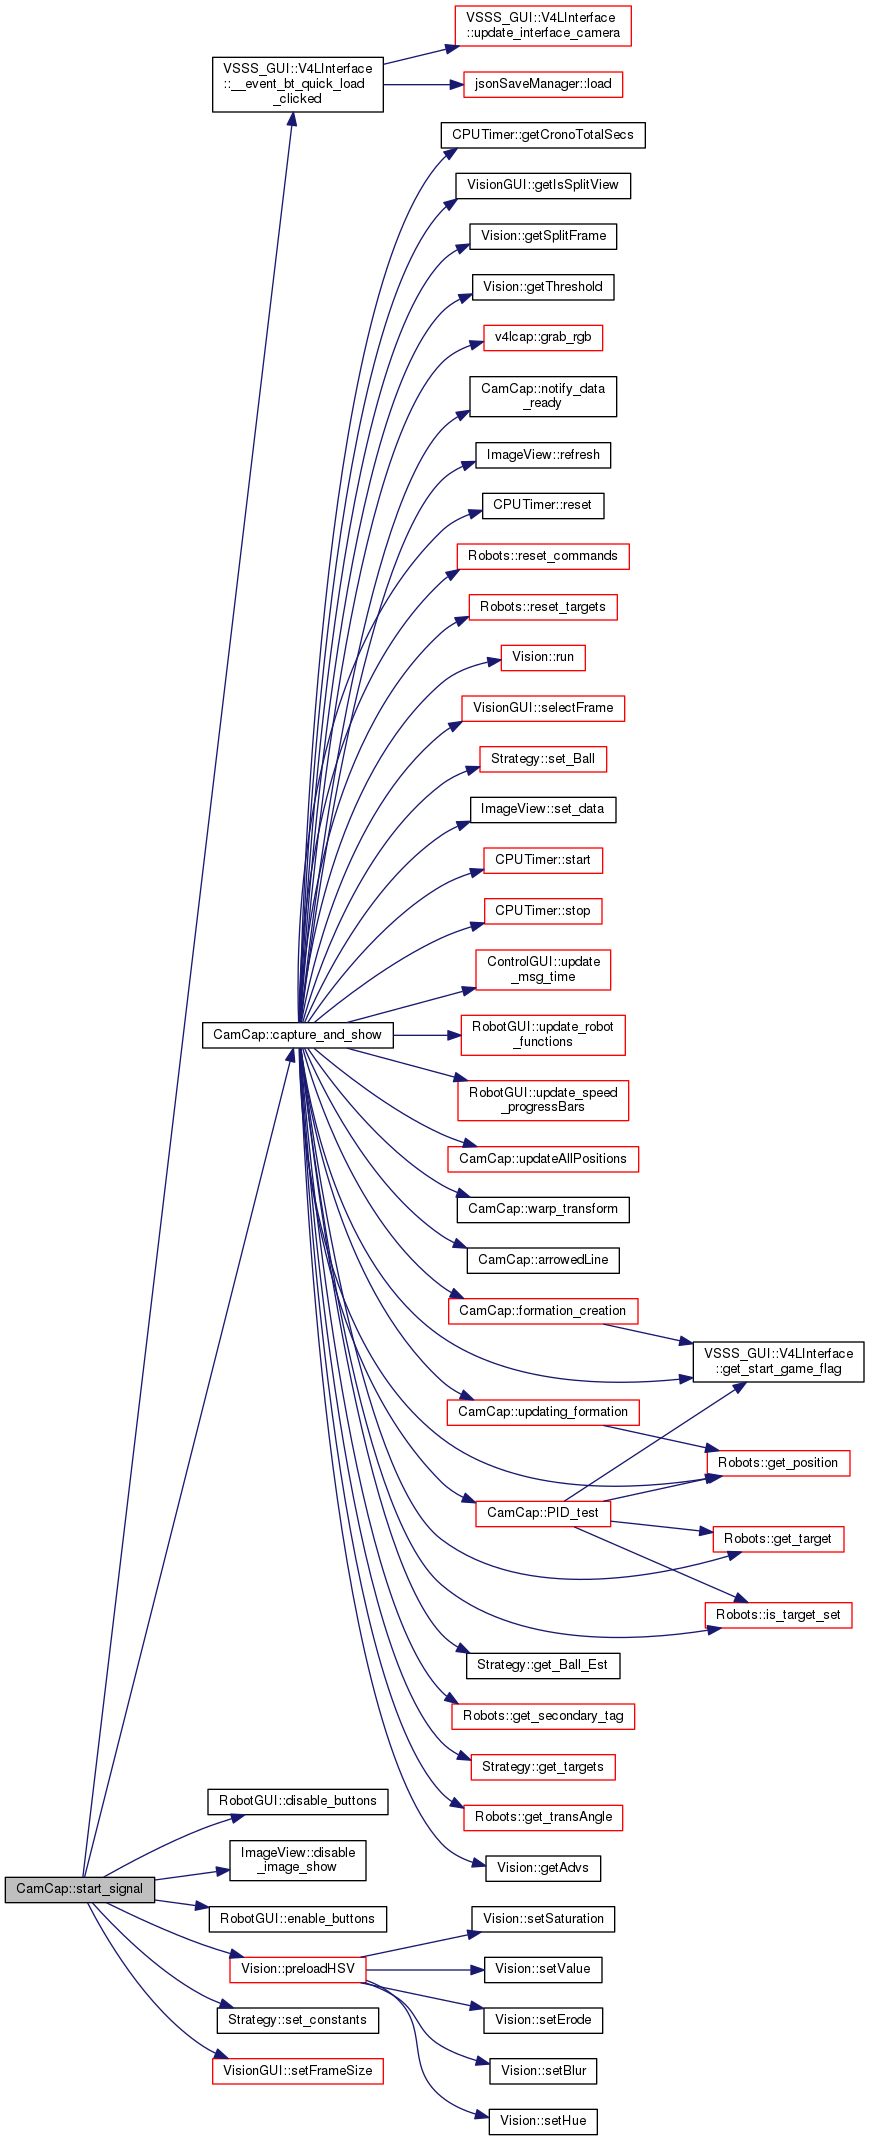 VSSS_GUI::V4LInterface
::update_interface_camera
VSSS_GUI::V4LInterface
::__event_bt_quick_load
_clicked
jsonSaveManager::load
CPUTimer::getCronoTotalSecs
VisionGUI::getIsSplitView
Vision::getSplitFrame
Vision::getThreshold
v4lcap::grab_rgb
CamCap::notify_data
_ready
ImageView::refresh
CPUTimer::reset
Robots::reset_commands
Robots::reset_targets
Vision::run
VisionGUI::selectFrame
Strategy::set_Ball
ImageView::set_data
CPUTimer::start
CPUTimer::stop
ControlGUI::update
_msg_time
CamCap::capture_and_show
RobotGUI::update_robot
_functions
RobotGUI::update_speed
_progressBars
CamCap::updateAllPositions
CamCap::warp_transform
CamCap::arrowedLine
CamCap::formation_creation
VSSS_GUI::V4LInterface
::get_start_game_flag
CamCap::updating_formation
Robots::get_position
CamCap::PID_test
Robots::get_target
Robots::is_target_set
Strategy::get_Ball_Est
Robots::get_secondary_tag
Strategy::get_targets
RobotGUI::disable_buttons
Robots::get_transAngle
ImageView::disable
_image_show
Vision::getAdvs
CamCap::start_signal
RobotGUI::enable_buttons
Vision::setSaturation
Vision::preloadHSV
Vision::setValue
Strategy::set_constants
Vision::setErode
VisionGUI::setFrameSize
Vision::setBlur
Vision::setHue